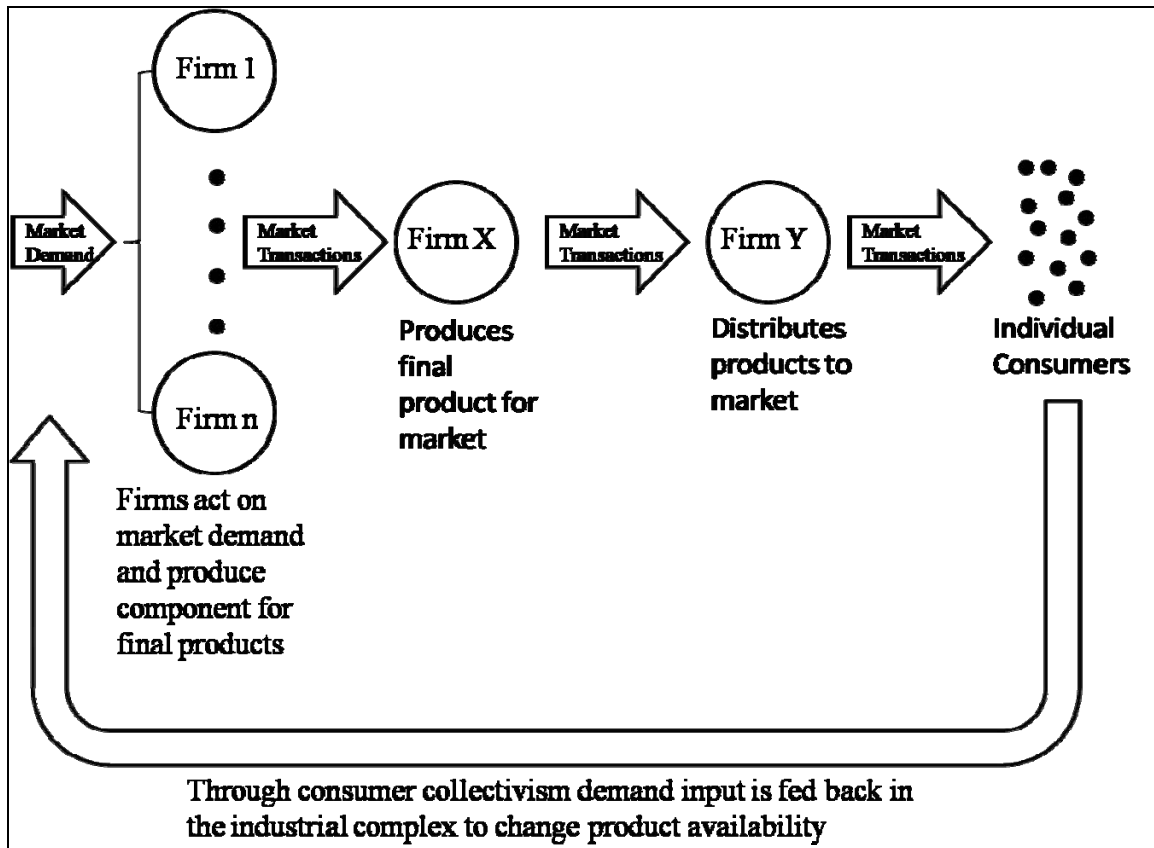 Firm 1
Market
Demand
Market
Transactions
Firm X
Market
Transactions
Firm Y
Market
Transactions
Produces
final
product for
market
Distributes
products to
market
Individual
Consumers
Firm n
Firms act on
market demand
and produce
component for
final products
Through consumer collectivism demand input is fed back in
the industrial complex to change product availability